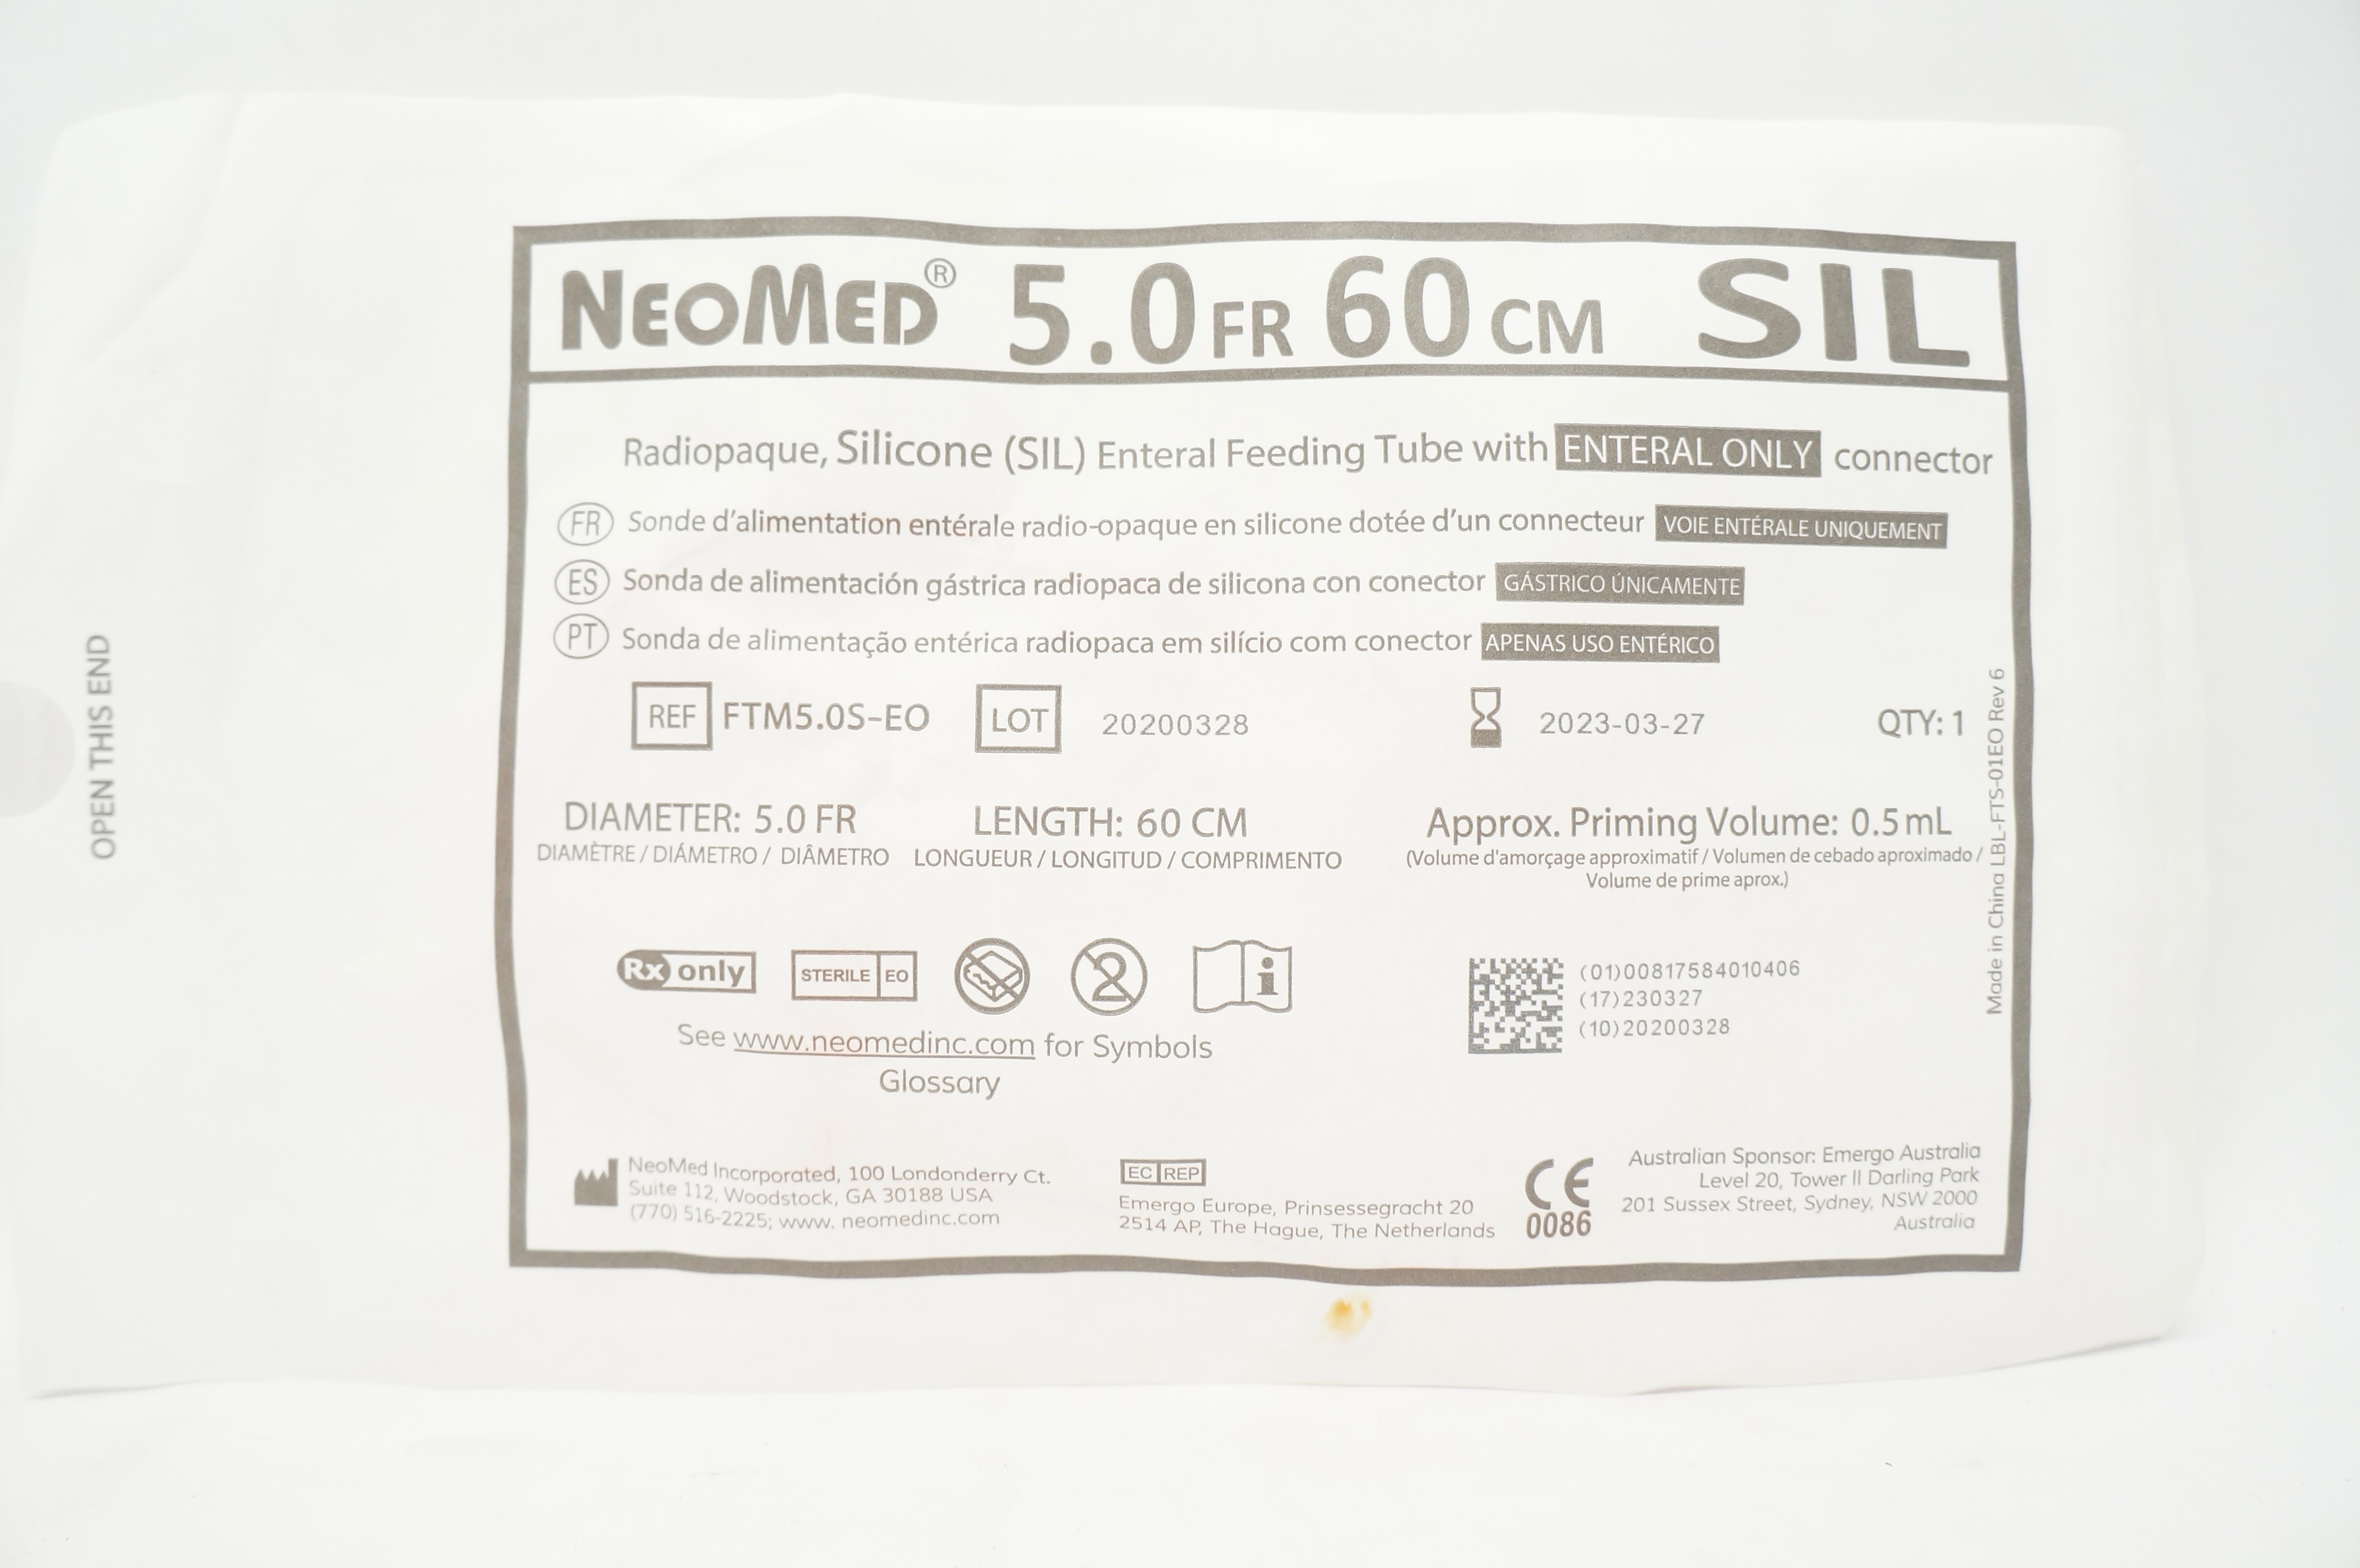 NEOMED® 5.0 FR 60 CM SIL
Radiopaque, Silicone (SIL) Enteral Feeding Tube with ENTERAL ONLY connector
FR Sonde d'alimentation entérale radio-opaque en silicone dotée d'un connecteur VOIE ENTÉRALE UNIQUEMENT
ES Sonda de alimentación gástrica radiopaca de silicona con conector GÁSTRICO ÚNICAMENTE
PT Sonda de alimentação entérica radiopaca em silício com conector APENAS USO ENTÉRICO
REF FTM5.0S-EO LOT 20200328 2023-03-27 QTY: 1
DIAMETER: 5.0 FR LENGTH: 60 CM Approx. Priming Volume: 0.5 mL
DIAMÈTRE / DIÁMETRO / DIÂMETRO LONGUEUR / LONGITUD / COMPRIMENTO (Volume d'amorçage approximatif / Volumen de cebado aproximado /
Volume de prime aprox.)
Rx only STERILE EO 2 i
See www.neomedinc.com for Symbols
Glossary
(01)00817584010406
(17)230327
(10)20200328
NeoMed Incorporated, 100 Londonderry Ct.
Suite 112, Woodstock, GA 30188 USA
(770) 516-2225; www. neomedinc.com
EC REP
Emergo Europe, Prinsessegracht 20
2514 AP, The Hague, The Netherlands
CE
0086
Australian Sponsor: Emergo Australia
Level 20, Tower II Darling Park
201 Sussex Street, Sydney, NSW 2000
Australia
Made in China LBL-FTS-01EO Rev 6
OPEN THIS END